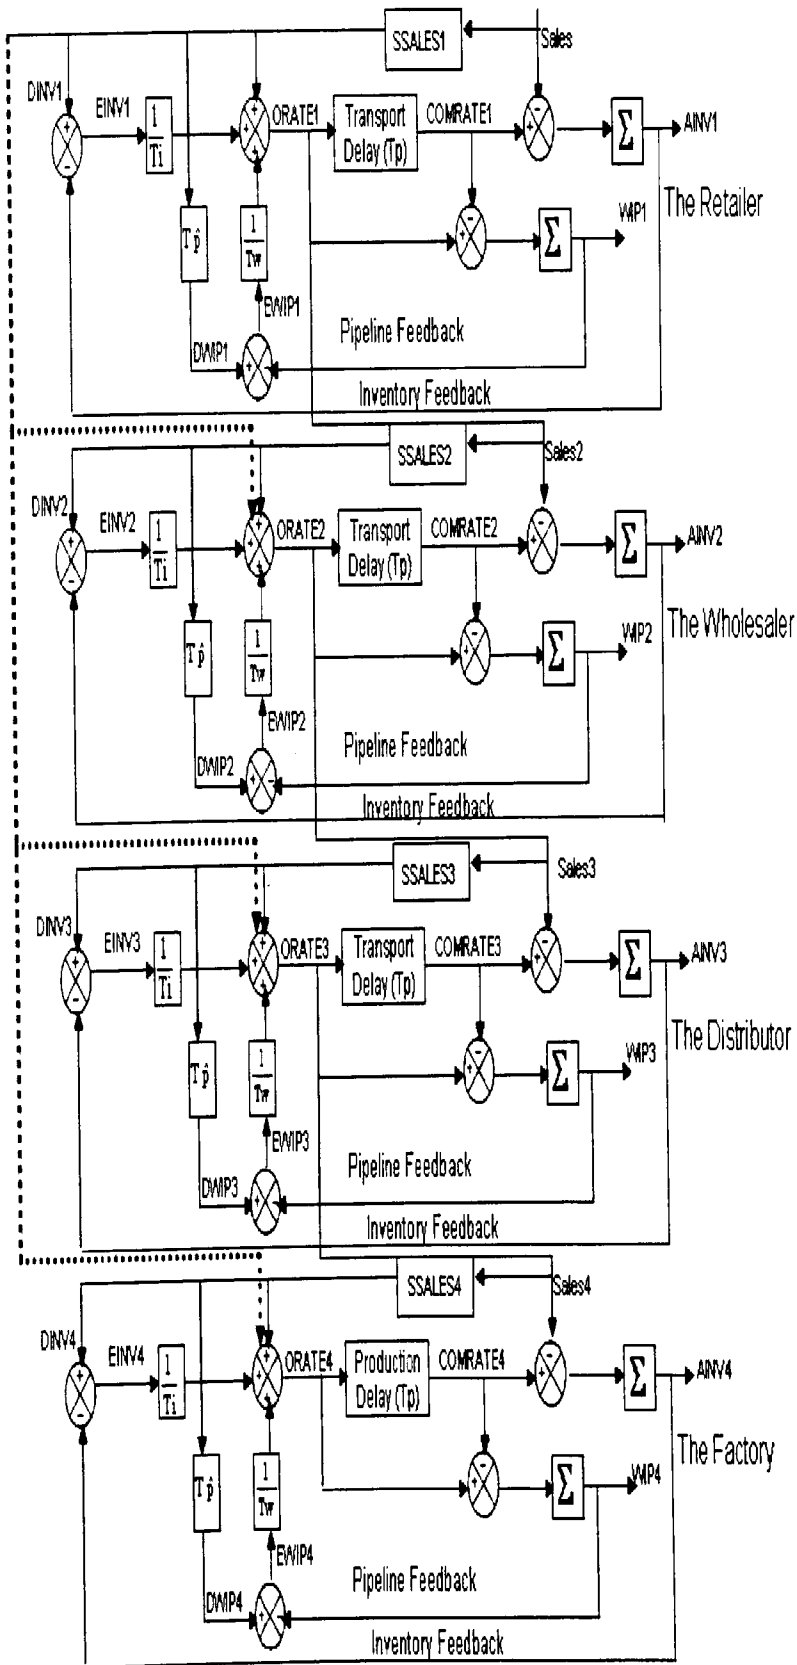 SSALES1
Sales
DINV1
EINV1
1
Ti
ORATE1
Transport
Delay (Tp)
COMRATE1
Σ
AINV1
The Retailer
T p̂
1
Tw
Σ
WIP1
EWIP1
DWIP1
Pipeline Feedback
Inventory Feedback
SSALES2
Sales2
DINV2
EINV2
1
Ti
ORATE2
Transport
Delay (Tp)
COMRATE2
Σ
AINV2
The Wholesaler
T p̂
1
Tw
Σ
WIP2
EWIP2
DWIP2
Pipeline Feedback
Inventory Feedback
SSALES3
Sales3
DINV3
EINV3
1
Ti
ORATE3
Transport
Delay (Tp)
COMRATE3
Σ
AINV3
The Distributor
T p̂
1
Tw
Σ
WIP3
EWIP3
DWIP3
Pipeline Feedback
Inventory Feedback
SSALES4
Sales4
DINV4
EINV4
1
Ti
ORATE4
Production
Delay (Tp)
COMRATE4
Σ
AINV4
The Factory
T p̂
1
Tw
Σ
WIP4
EWIP4
DWIP4
Pipeline Feedback
Inventory Feedback